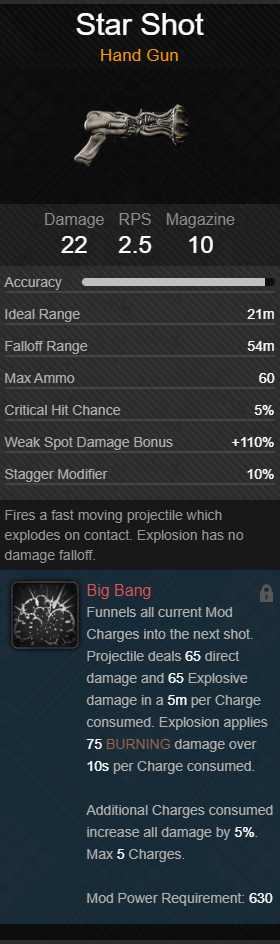 Star Shot
Hand Gun
Damage RPS Magazine
22 2.5 10
Accuracy
Ideal Range 21m
Falloff Range 54m
Max Ammo 60
Critical Hit Chance 5%
Weak Spot Damage Bonus +110%
Stagger Modifier 10%
Fires a fast moving projectile which
explodes on contact. Explosion has no
damage falloff.
Big Bang
Funnels all current Mod
Charges into the next shot.
Projectile deals 65 direct
damage and 65 Explosive
damage in a 5m per Charge
consumed. Explosion applies
75 BURNING damage over
10s per Charge consumed.
Additional Charges consumed
increase all damage by 5%.
Max 5 Charges.
Mod Power Requirement: 630